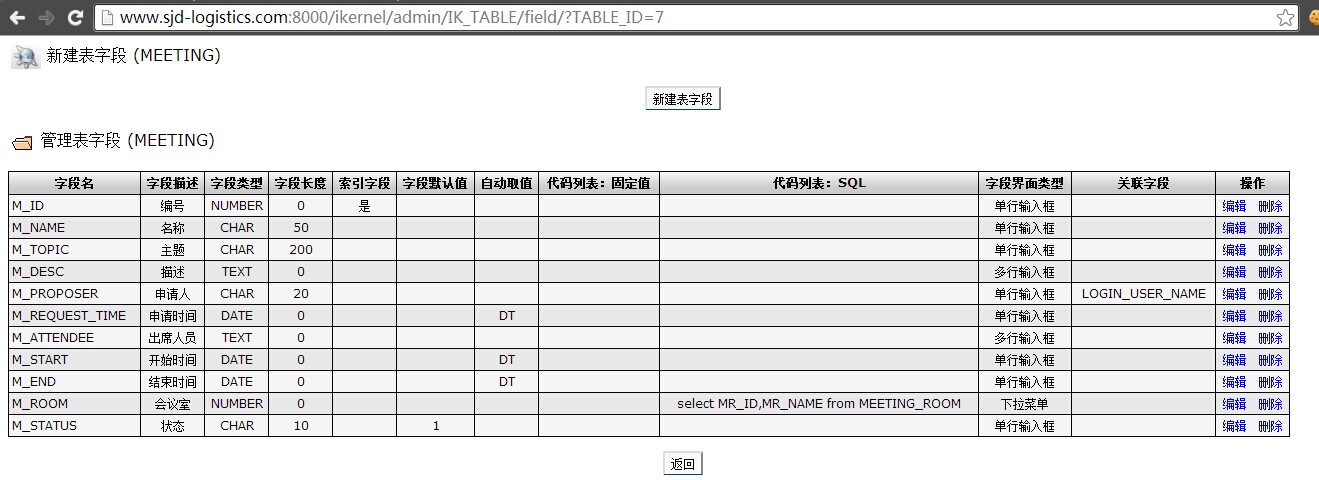 www.sjd-logistics.com:8000/ikernel/admin/IK_TABLE/field/?TABLE_ID=7
新建表字段 (MEETING)
新建表字段
管理表字段 (MEETING)
字段名 字段描述 字段类型 字段长度 索引字段 字段默认值 自动取值 代码列表：固定值 代码列表：SQL 字段界面类型 关联字段 操作
M_ID 编号 NUMBER 0 是 单行输入框 编辑 删除
M_NAME 名称 CHAR 50 单行输入框 编辑 删除
M_TOPIC 主题 CHAR 200 单行输入框 编辑 删除
M_DESC 描述 TEXT 0 多行输入框 编辑 删除
M_PROPOSER 申请人 CHAR 20 单行输入框 LOGIN_USER_NAME 编辑 删除
M_REQUEST_TIME 申请时间 DATE 0 DT 单行输入框 编辑 删除
M_ATTENDEE 出席人员 TEXT 0 多行输入框 编辑 删除
M_START 开始时间 DATE 0 DT 单行输入框 编辑 删除
M_END 结束时间 DATE 0 DT 单行输入框 编辑 删除
M_ROOM 会议室 NUMBER 0 select MR_ID,MR_NAME from MEETING_ROOM 下拉菜单 编辑 删除
M_STATUS 状态 CHAR 10 1 单行输入框 编辑 删除
返回